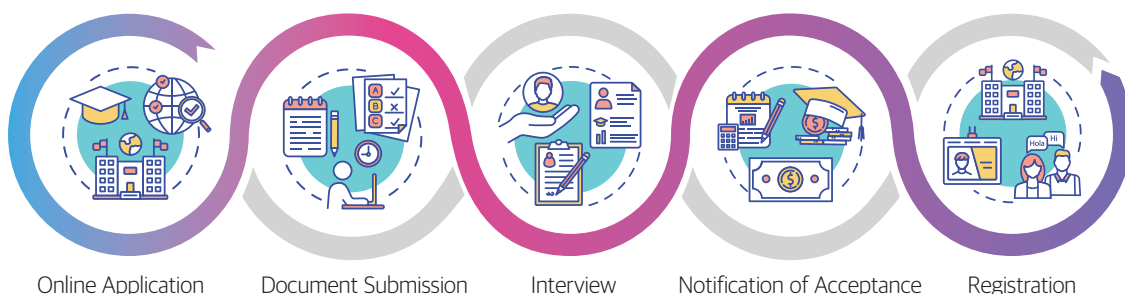 A
B
C
Hola
Hi
$
$
Online Application
Document Submission
Interview
Notification of Acceptance
Registration